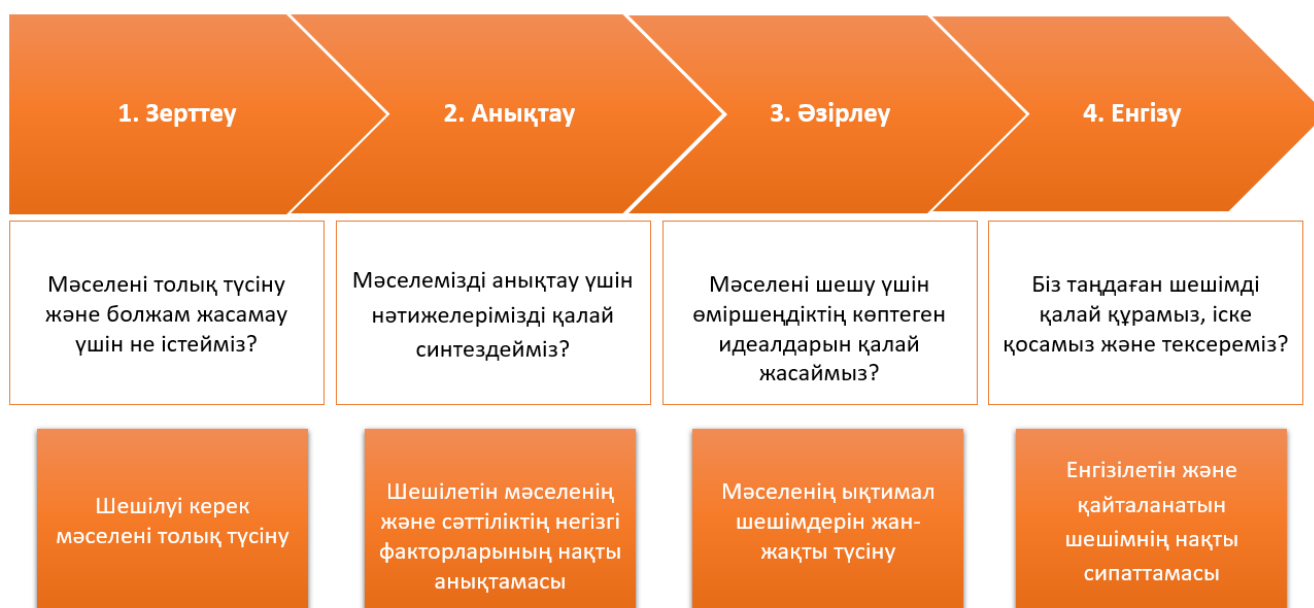 1. Зерттеу
2. Анықтау
3. Әзірлеу
4. Енгізу
Мәселені толық түсіну
және болжам жасамау
үшін не істейміз?
Мәселемізді анықтау үшін
нәтижелерімізді қалай
синтездейміз?
Мәселені шешу үшін
өміршеңдіктің көптеген
идеалдарын қалай
жасаймыз?
Біз таңдаған шешімді
қалай құрамыз, іске
қосамыз және тексереміз?
Шешілуі керек
мәселені толық түсіну
Шешілетін мәселенің
және сәттіліктің негізгі
факторларының нақты
анықтамасы
Мәселенің ықтимал
шешімдерін жан-
жақты түсіну
Енгізілетін және
қайталанатын
шешімнің нақты
сипаттамасы